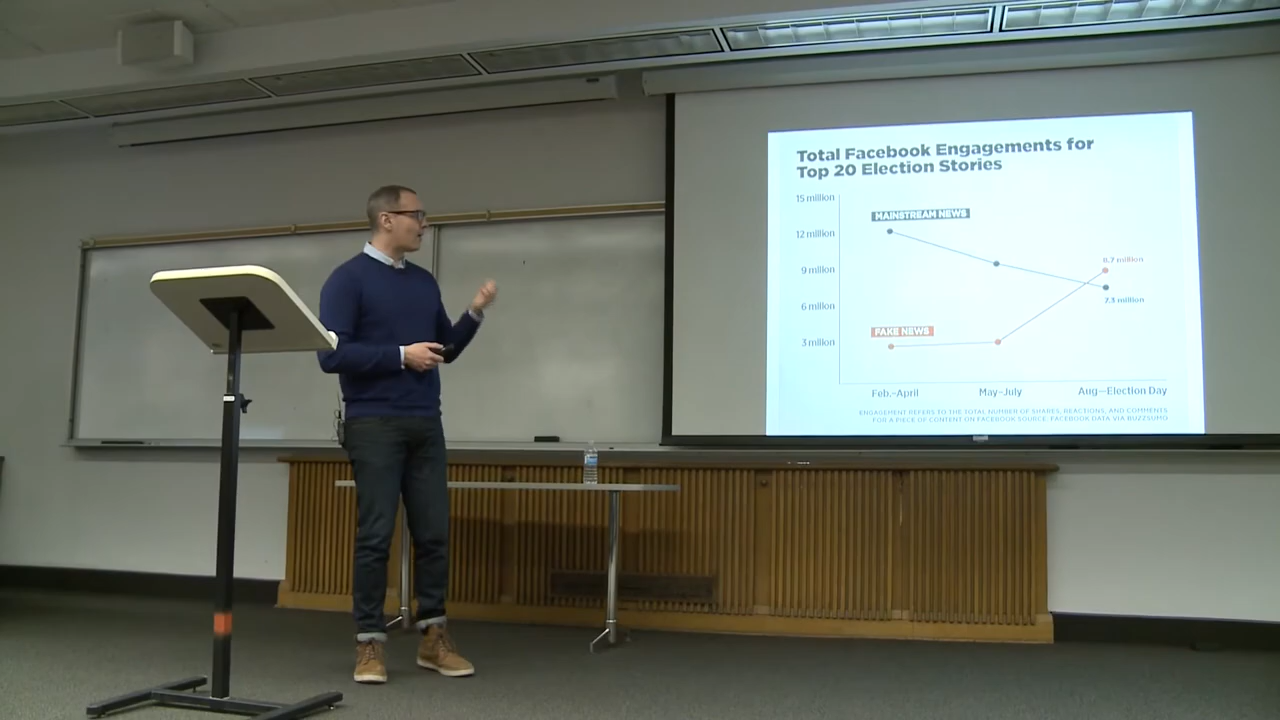 Total Facebook Engagements for
Top 20 Election Stories
15 million
MAINSTREAM NEWS
12 million
9 million
8.7 million
7.3 million
6 million
FAKE NEWS
3 million
Feb.–April
May–July
Aug—Election Day
ENGAGEMENT REFERS TO THE TOTAL NUMBER OF SHARES, REACTIONS, AND COMMENTS
FOR A PIECE OF CONTENT ON FACEBOOK SOURCE: FACEBOOK DATA VIA BUZZSUMO